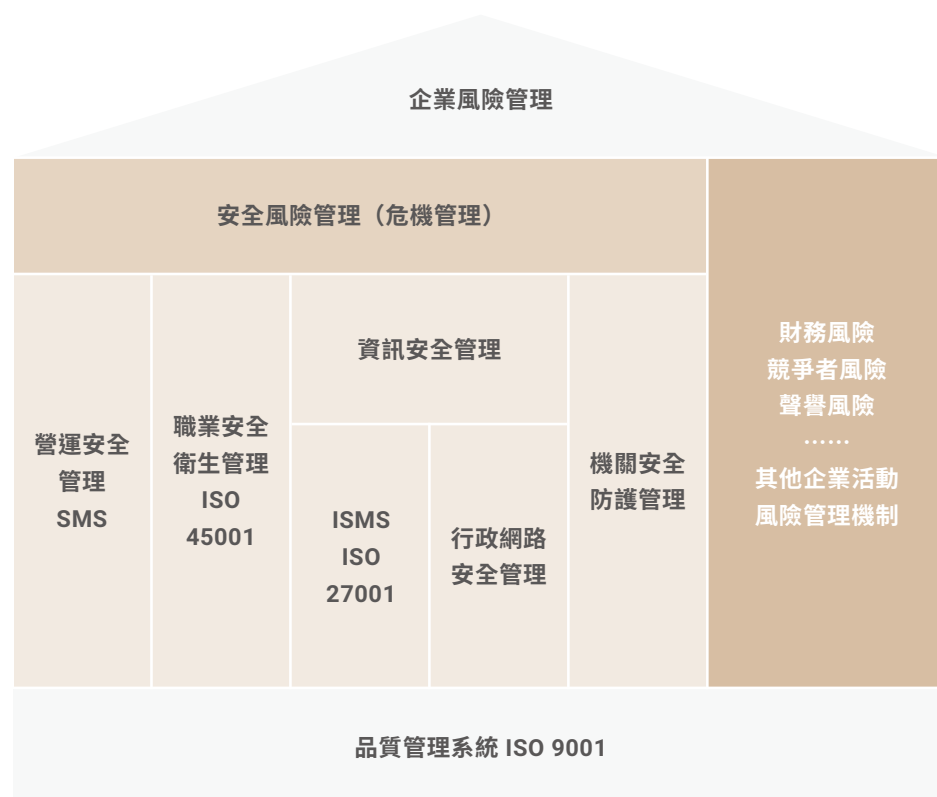 企業風險管理
安全風險管理（危機管理）
營運安全
管理
SMS
職業安全
衛生管理
ISO
45001
資訊安全管理
ISMS
ISO
27001
行政網路
安全管理
機關安全
防護管理
財務風險
競爭者風險
聲譽風險
······
其他企業活動
風險管理機制
品質管理系統 ISO 9001